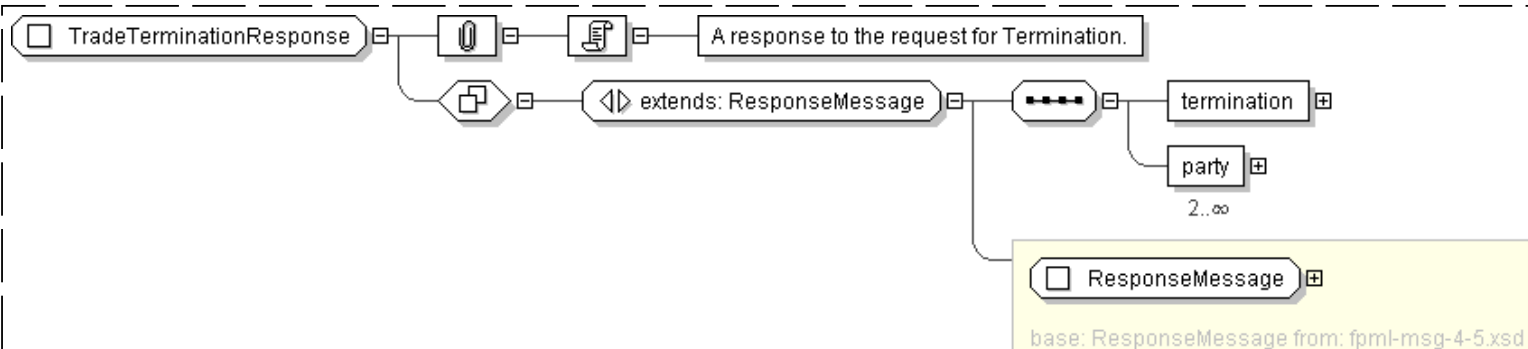 TradeTerminationResponse
A response to the request for Termination.
extends: ResponseMessage
termination
party
2..∞
ResponseMessage
base: ResponseMessage from: fpml-msg-4-5.xsd